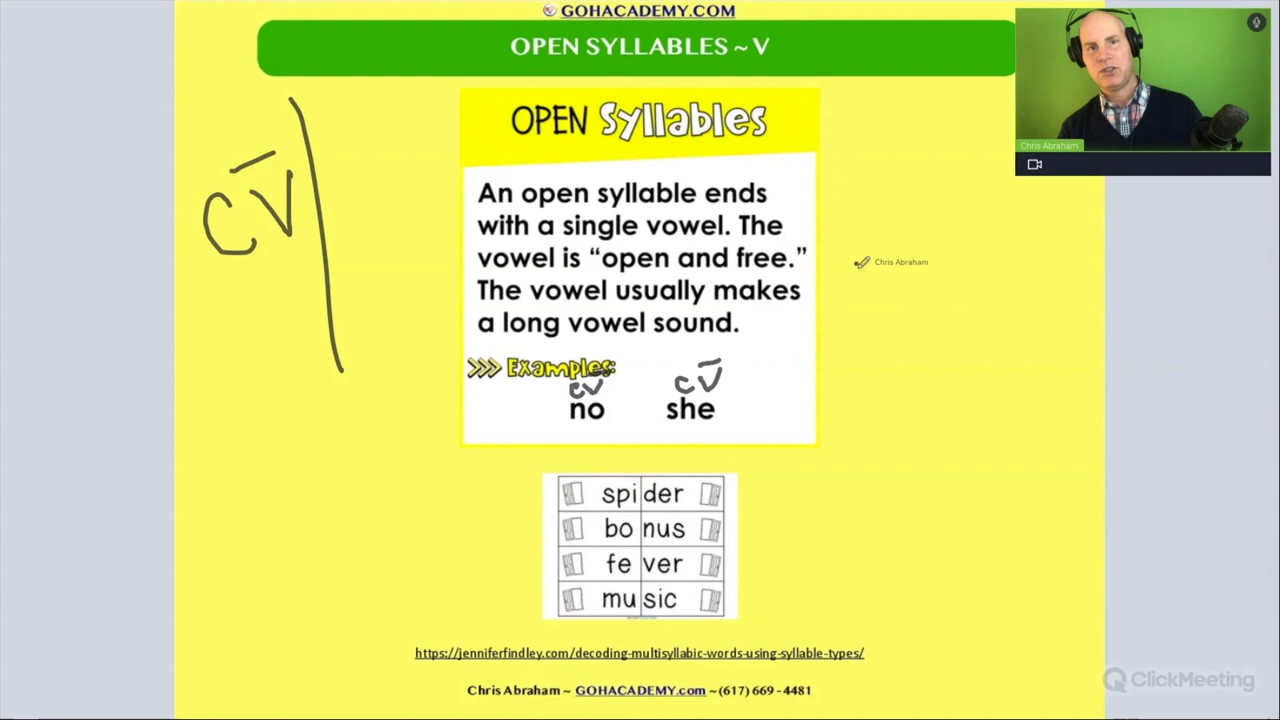 GOHACADEMY.COM
OPEN SYLLABLES ~ V
Chris Abraham
CV
OPEN Syllables
An open syllable ends
with a single vowel. The
vowel is “open and free.”
The vowel usually makes
a long vowel sound.
Chris Abraham
>>> Examples:
CV CV
no she
spi der
bo nus
fe ver
mu sic
https://jenniferfindley.com/decoding-multisyllabic-words-using-syllable-types/
Chris Abraham ~ GOHACADEMY.com ~(617) 669 - 4481
ClickMeeting